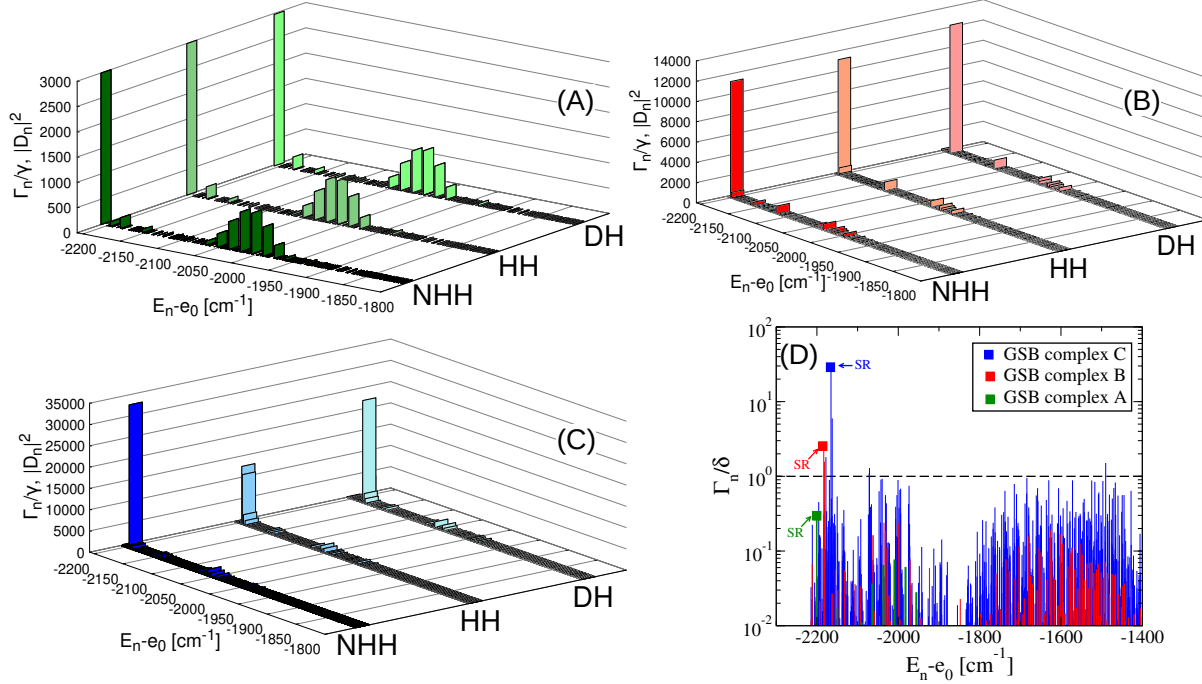 (A)
Γn/γ, |Dn|²
3000
2500
2000
1500
1000
500
0
-2200
-2150
-2100
-2050
-2000
-1950
-1900
-1850
-1800
En-e0 [cm-1]
NHH
HH
DH
(B)
Γn/γ, |Dn|²
14000
12000
10000
8000
6000
4000
2000
0
-2200
-2150
-2100
-2050
-2000
-1950
-1900
-1850
-1800
En-e0 [cm-1]
NHH
HH
DH
(C)
Γn/γ, |Dn|²
35000
30000
25000
20000
15000
10000
5000
0
-2200
-2150
-2100
-2050
-2000
-1950
-1900
-1850
-1800
En-e0 [cm-1]
NHH
HH
DH
(D)
GSB complex C
GSB complex B
GSB complex A
SR
SR
SR
Γn/δ
10²
10¹
10⁰
10⁻¹
10⁻²
-2200 -2000 -1800 -1600 -1400
En-e0 [cm-1]